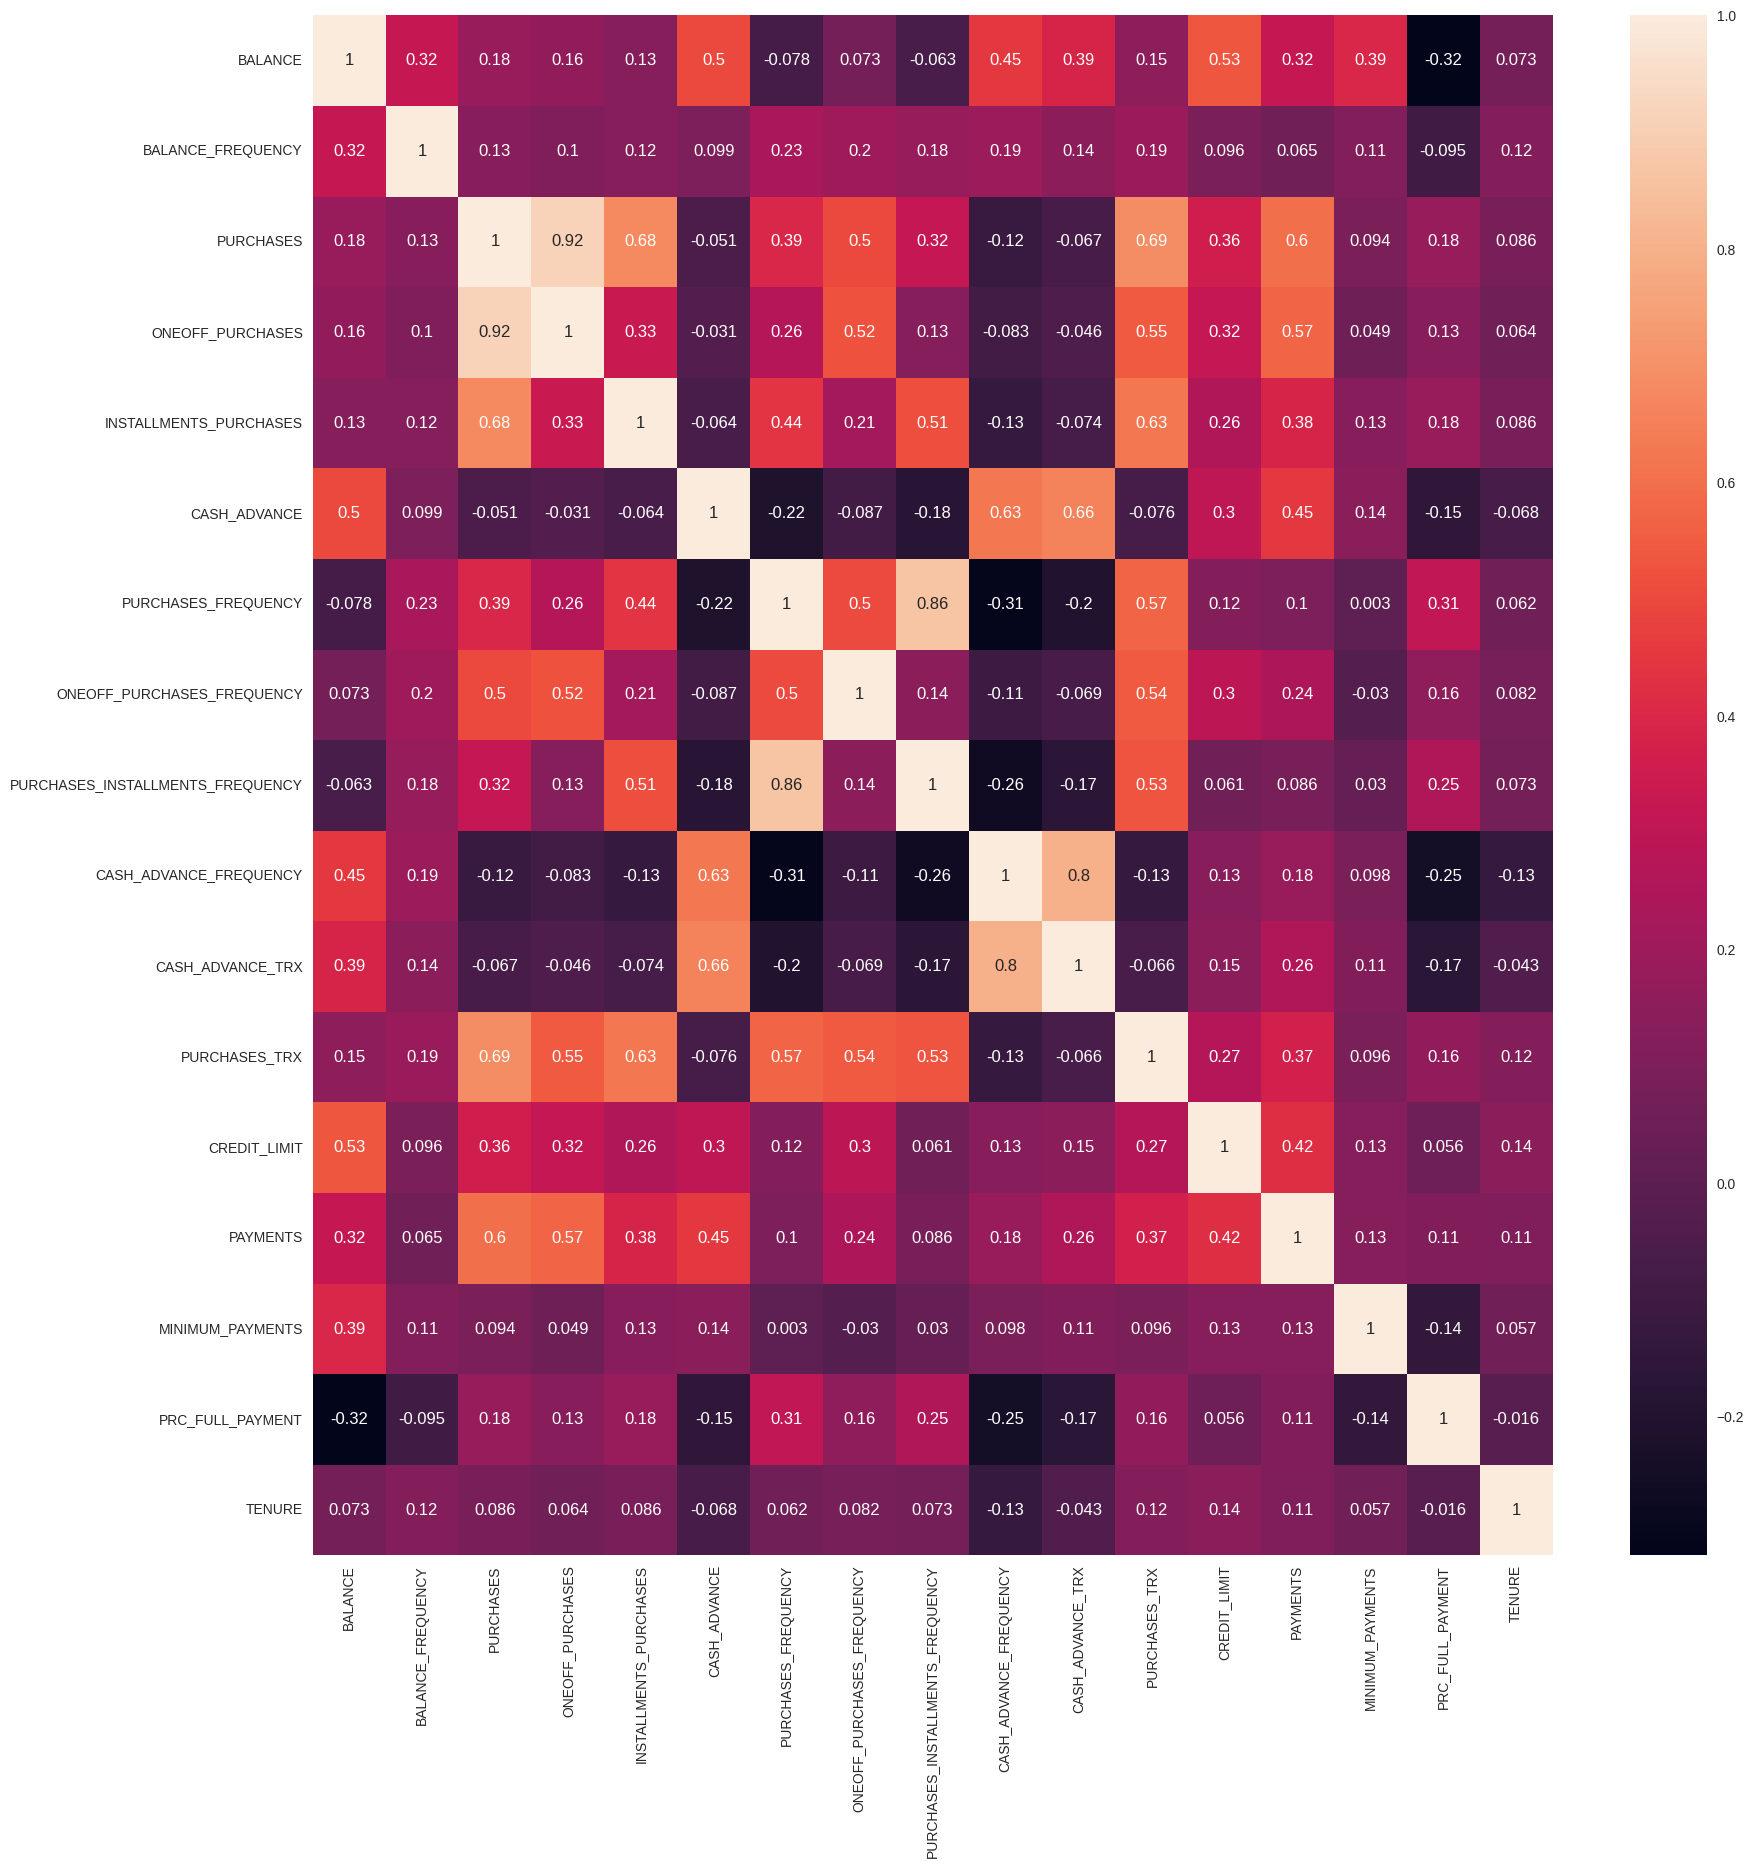 BALANCE 1 0.32 0.18 0.16 0.13 0.5 -0.078 0.073 -0.063 0.45 0.39 0.15 0.53 0.32 0.39 -0.32 0.073
BALANCE_FREQUENCY 0.32 1 0.13 0.1 0.12 0.099 0.23 0.2 0.18 0.19 0.14 0.19 0.096 0.065 0.11 -0.095 0.12
PURCHASES 0.18 0.13 1 0.92 0.68 -0.051 0.39 0.5 0.32 -0.12 -0.067 0.69 0.36 0.6 0.094 0.18 0.086
ONEOFF_PURCHASES 0.16 0.1 0.92 1 0.33 -0.031 0.26 0.52 0.13 -0.083 -0.046 0.55 0.32 0.57 0.049 0.13 0.064
INSTALLMENTS_PURCHASES 0.13 0.12 0.68 0.33 1 -0.064 0.44 0.21 0.51 -0.13 -0.074 0.63 0.26 0.38 0.13 0.18 0.086
CASH_ADVANCE 0.5 0.099 -0.051 -0.031 -0.064 1 -0.22 -0.087 -0.18 0.63 0.66 -0.076 0.3 0.45 0.14 -0.15 -0.068
PURCHASES_FREQUENCY -0.078 0.23 0.39 0.26 0.44 -0.22 1 0.5 0.86 -0.31 -0.2 0.57 0.12 0.1 0.003 0.31 0.062
ONEOFF_PURCHASES_FREQUENCY 0.073 0.2 0.5 0.52 0.21 -0.087 0.5 1 0.14 -0.11 -0.069 0.54 0.3 0.24 -0.03 0.16 0.082
PURCHASES_INSTALLMENTS_FREQUENCY -0.063 0.18 0.32 0.13 0.51 -0.18 0.86 0.14 1 -0.26 -0.17 0.53 0.061 0.086 0.03 0.25 0.073
CASH_ADVANCE_FREQUENCY 0.45 0.19 -0.12 -0.083 -0.13 0.63 -0.31 -0.11 -0.26 1 0.8 -0.13 0.13 0.18 0.098 -0.25 -0.13
CASH_ADVANCE_TRX 0.39 0.14 -0.067 -0.046 -0.074 0.66 -0.2 -0.069 -0.17 0.8 1 -0.066 0.15 0.26 0.11 -0.17 -0.043
PURCHASES_TRX 0.15 0.19 0.69 0.55 0.63 -0.076 0.57 0.54 0.53 -0.13 -0.066 1 0.27 0.37 0.096 0.16 0.12
CREDIT_LIMIT 0.53 0.096 0.36 0.32 0.26 0.3 0.12 0.3 0.061 0.13 0.15 0.27 1 0.42 0.13 0.056 0.14
PAYMENTS 0.32 0.065 0.6 0.57 0.38 0.45 0.1 0.24 0.086 0.18 0.26 0.37 0.42 1 0.13 0.11 0.11
MINIMUM_PAYMENTS 0.39 0.11 0.094 0.049 0.13 0.14 0.003 -0.03 0.03 0.098 0.11 0.096 0.13 0.13 1 -0.14 0.057
PRC_FULL_PAYMENT -0.32 -0.095 0.18 0.13 0.18 -0.15 0.31 0.16 0.25 -0.25 -0.17 0.16 0.056 0.11 -0.14 1 -0.016
TENURE 0.073 0.12 0.086 0.064 0.086 -0.068 0.062 0.082 0.073 -0.13 -0.043 0.12 0.14 0.11 0.057 -0.016 1
BALANCE
BALANCE_FREQUENCY
PURCHASES
ONEOFF_PURCHASES
INSTALLMENTS_PURCHASES
CASH_ADVANCE
PURCHASES_FREQUENCY
ONEOFF_PURCHASES_FREQUENCY
PURCHASES_INSTALLMENTS_FREQUENCY
CASH_ADVANCE_FREQUENCY
CASH_ADVANCE_TRX
PURCHASES_TRX
CREDIT_LIMIT
PAYMENTS
MINIMUM_PAYMENTS
PRC_FULL_PAYMENT
TENURE
1.0
0.8
0.6
0.4
0.2
0.0
−0.2